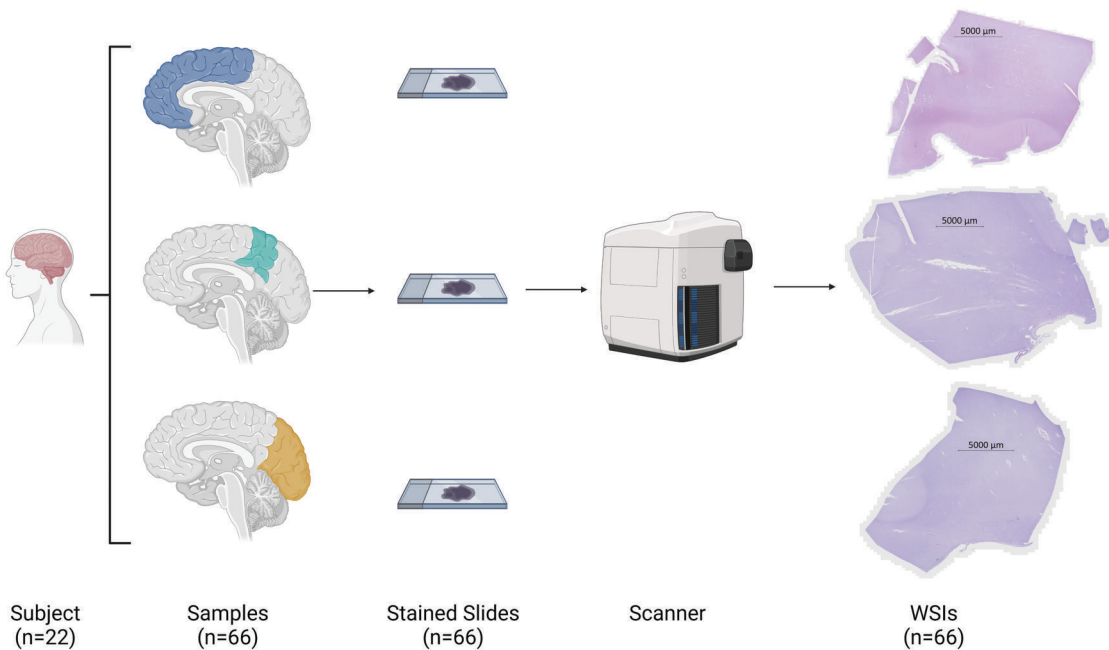 5000 µm
5000 µm
5000 µm
Subject
(n=22)
Samples
(n=66)
Stained Slides
(n=66)
Scanner
WSIs
(n=66)